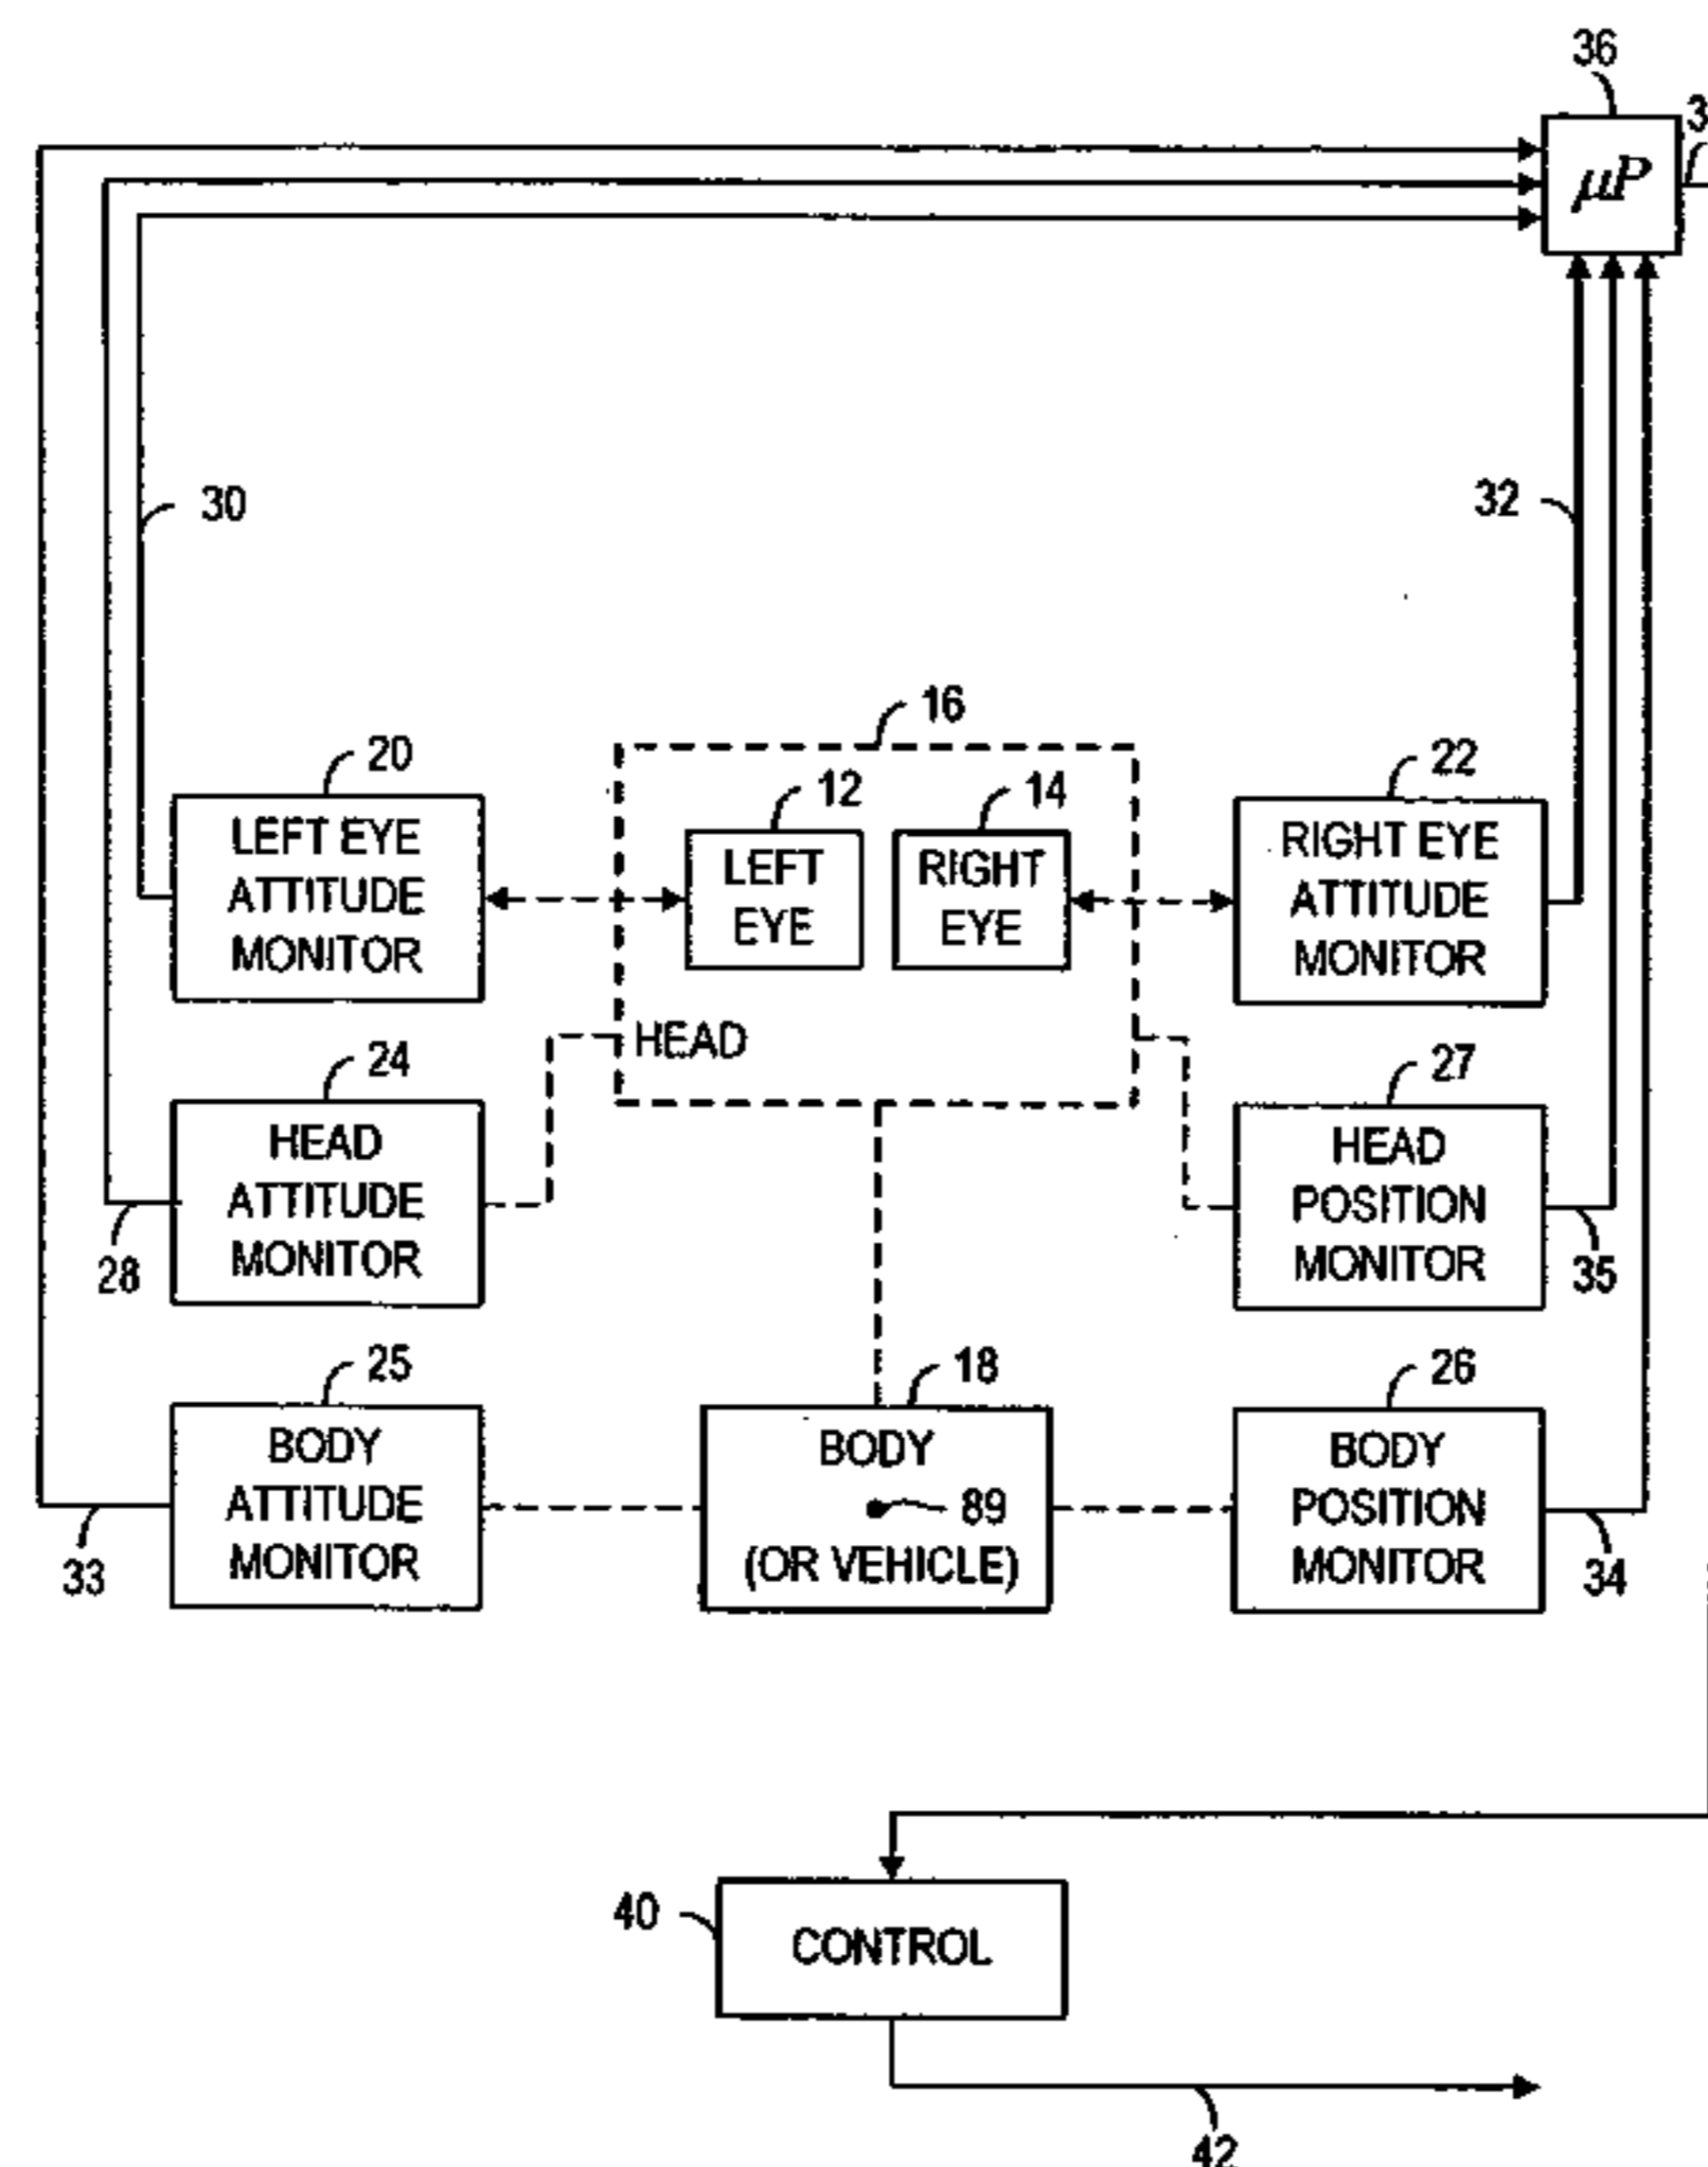 36
3
μP
30
32
16
20
12
14
22
LEFT EYE
ATTITUDE
MONITOR
LEFT
EYE
RIGHT
EYE
RIGHT EYE
ATTITUDE
MONITOR
HEAD
24
27
HEAD
ATTITUDE
MONITOR
HEAD
POSITION
MONITOR
28
35
25
18
26
BODY
ATTITUDE
MONITOR
BODY
89
(OR VEHICLE)
BODY
POSITION
MONITOR
33
34
40
CONTROL
42